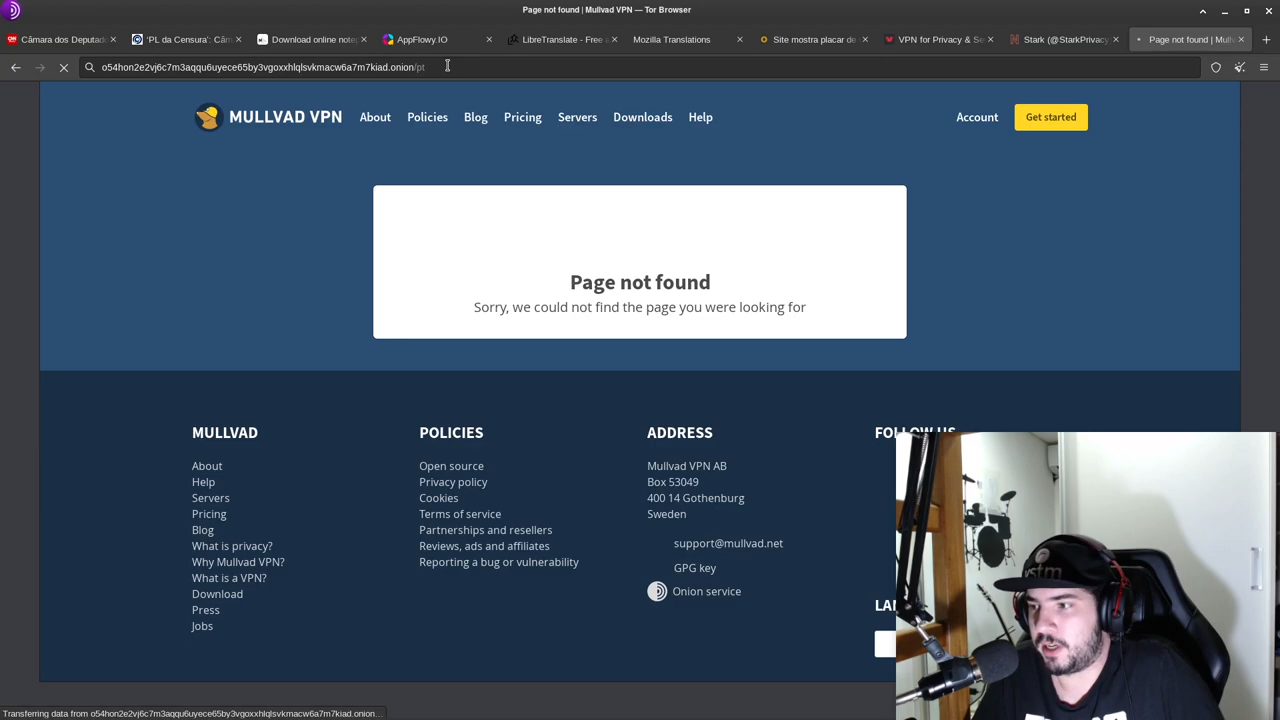 Page not found | Mullvad VPN — Tor Browser
Câmara dos Deputad
'PL da Censura': Câm
Download online note
AppFlowy.IO
LibreTranslate - Free a
Mozilla Translations
Site mostra placar de
VPN for Privacy & Se
Stark (@StarkPrivacy
Page not found | Mull
o54hon2e2vj6c7m3aqqu6uyece65by3vgoxxhlqlsvkmacw6a7m7kiad.onion/pt
MULLVAD VPN
About
Policies
Blog
Pricing
Servers
Downloads
Help
Account
Get started
Page not found
Sorry, we could not find the page you were looking for
MULLVAD
About
Help
Servers
Pricing
Blog
What is privacy?
Why Mullvad VPN?
What is a VPN?
Download
Press
Jobs
POLICIES
Open source
Privacy policy
Cookies
Terms of service
Partnerships and resellers
Reviews, ads and affiliates
Reporting a bug or vulnerability
ADDRESS
Mullvad VPN AB
Box 53049
400 14 Gothenburg
Sweden
support@mullvad.net
GPG key
Onion service
FOLLOW US
LAN
Transferring data from o54hon2e2vj6c7m3aqqu6uyece65by3vgoxxhlqlsvkmacw6a7m7kiad.onion…